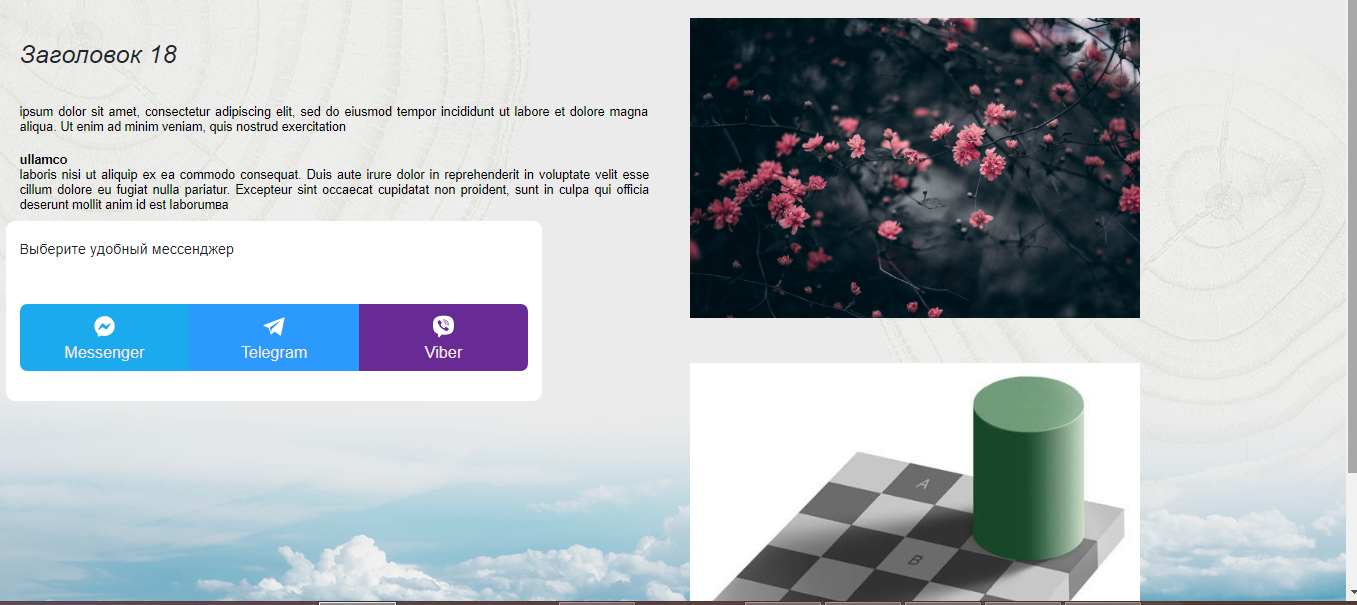 Заголовок 18
ipsum dolor sit amet, consectetur adipiscing elit, sed do eiusmod tempor incididunt ut labore et dolore magna
aliqua. Ut enim ad minim veniam, quis nostrud exercitation
ullamco
laboris nisi ut aliquip ex ea commodo consequat. Duis aute irure dolor in reprehenderit in voluptate velit esse
cillum dolore eu fugiat nulla pariatur. Excepteur sint occaecat cupidatat non proident, sunt in culpa qui officia
deserunt mollit anim id est laborumва
Выберите удобный мессенджер
Messenger
Telegram
Viber
A
B